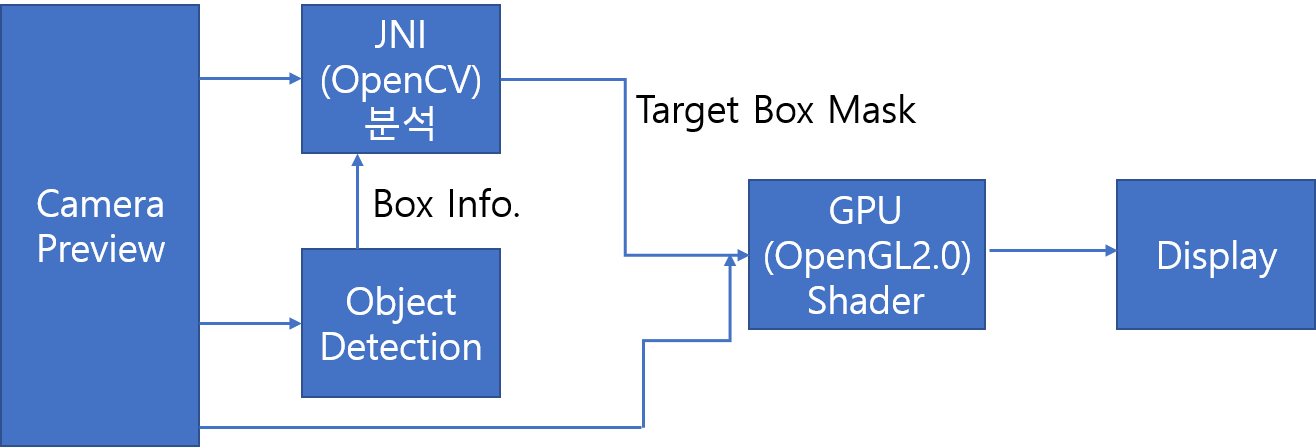 Camera
Preview
JNI
(OpenCV)
분석
Target Box Mask
Box Info.
Object
Detection
GPU
(OpenGL2.0)
Shader
Display